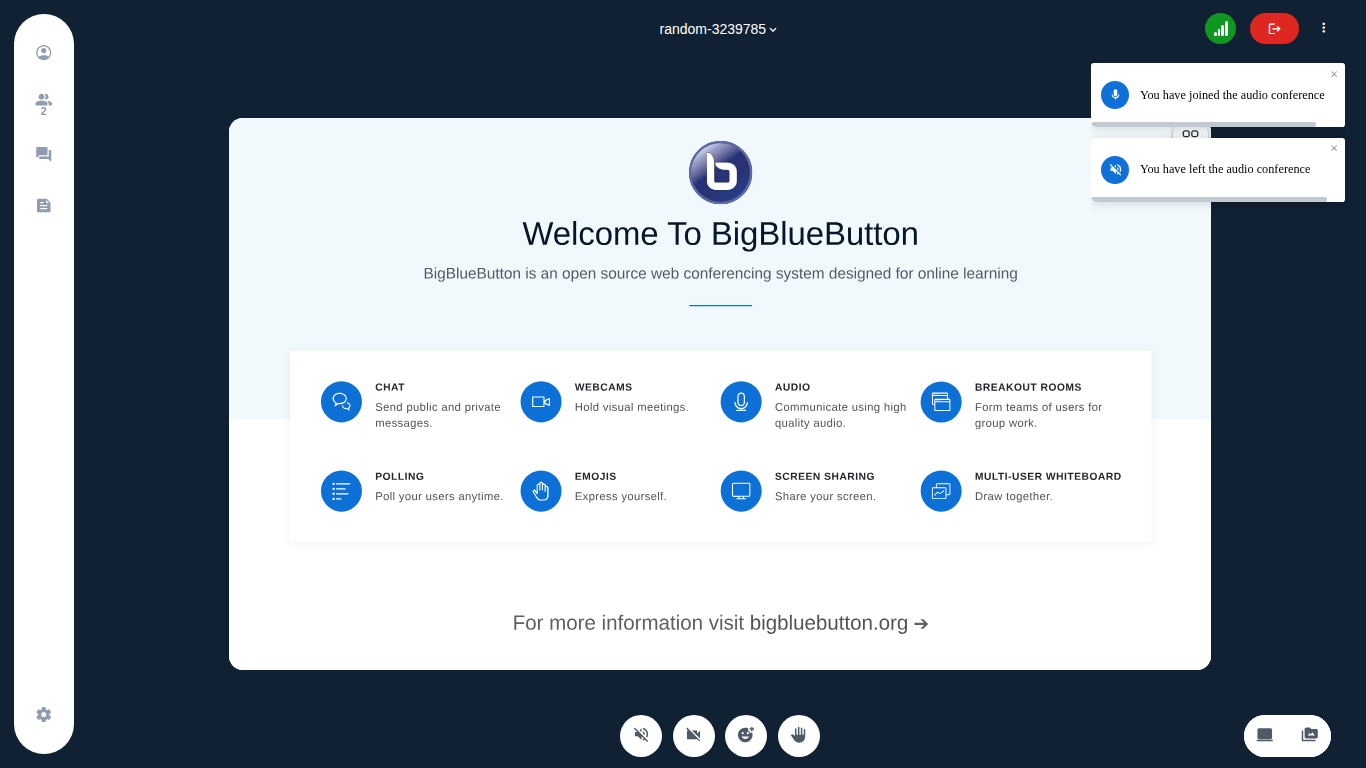 random-3239785
2
You have joined the audio conference
You have left the audio conference
Welcome To BigBlueButton
BigBlueButton is an open source web conferencing system designed for online learning
CHAT
Send public and private
messages.
WEBCAMS
Hold visual meetings.
AUDIO
Communicate using high
quality audio.
BREAKOUT ROOMS
Form teams of users for
group work.
POLLING
Poll your users anytime.
EMOJIS
Express yourself.
SCREEN SHARING
Share your screen.
MULTI-USER WHITEBOARD
Draw together.
For more information visit bigbluebutton.org ➔